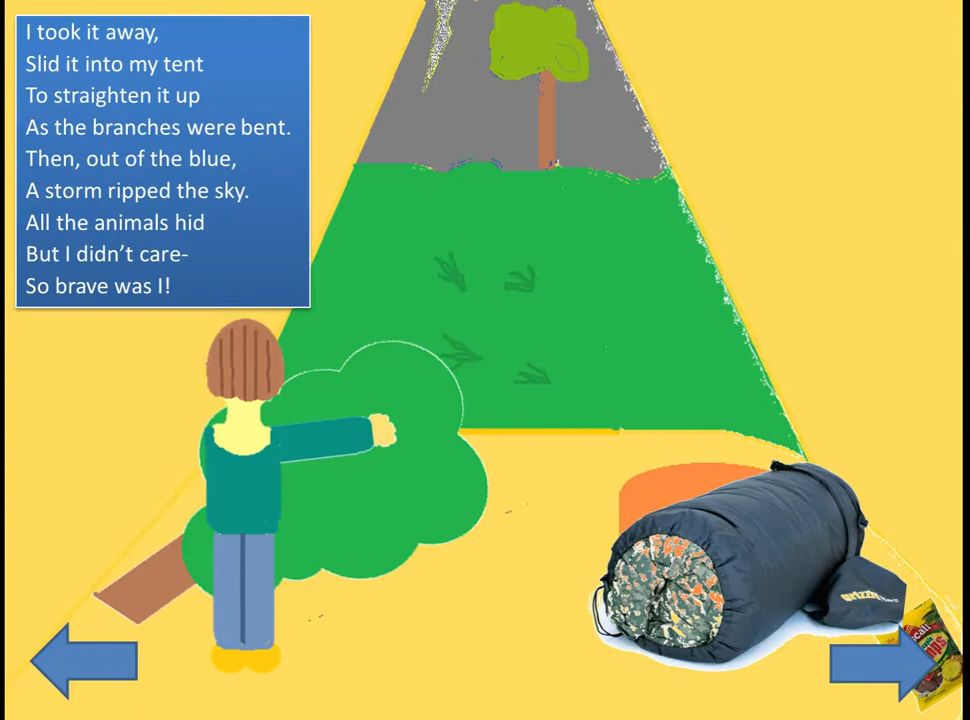 I took it away,
Slid it into my tent
To straighten it up
As the branches were bent.
Then, out of the blue,
A storm ripped the sky.
All the animals hid
But I didn't care-
So brave was I!